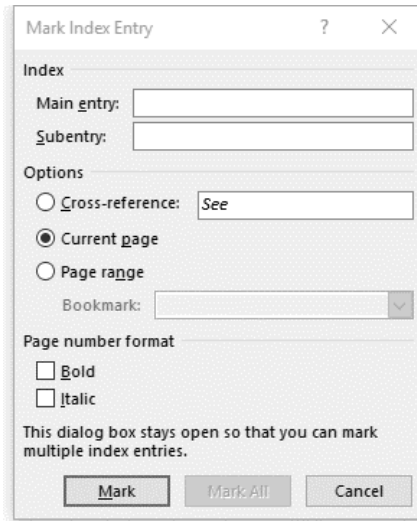 Mark Index Entry ? ×
Index
Main entry:
Subentry:
Options
Cross-reference: See
Current page
Page range
Bookmark:
Page number format
Bold
Italic
This dialog box stays open so that you can mark
multiple index entries.
Mark Mark All Cancel